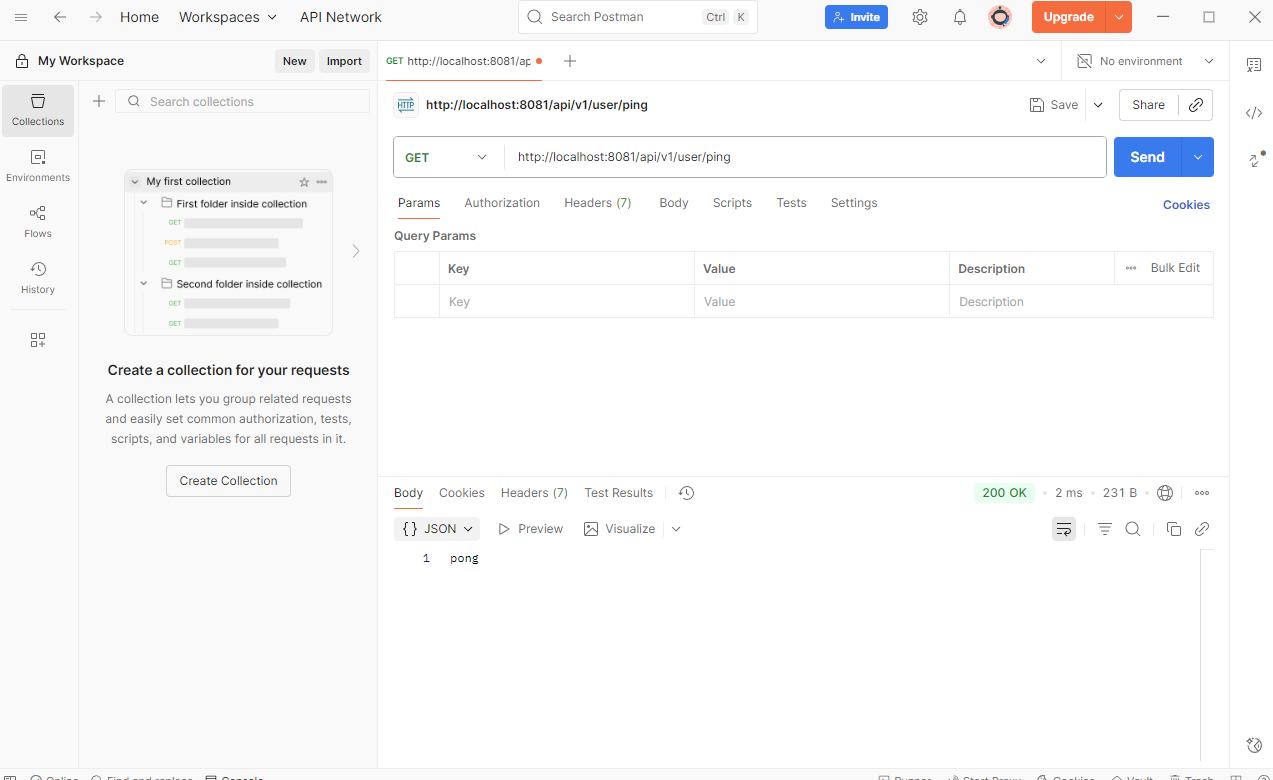 Home Workspaces API Network Search Postman Ctrl K Invite Upgrade
My Workspace New Import GET http://localhost:8081/ap No environment
Collections
Environments
Flows
History
Search collections
My first collection
First folder inside collection
GET
POST
GET
Second folder inside collection
GET
GET
Create a collection for your requests
A collection lets you group related requests
and easily set common authorization, tests,
scripts, and variables for all requests in it.
Create Collection
HTTP http://localhost:8081/api/v1/user/ping Save Share
GET http://localhost:8081/api/v1/user/ping Send
Params Authorization Headers (7) Body Scripts Tests Settings Cookies
Query Params
Key Value Description Bulk Edit
Key Value Description
Body Cookies Headers (7) Test Results 200 OK 2 ms 231 B
{} JSON Preview Visualize
1 pong
Online Find and replace Console Runner Start Proxy Cookies Vault Trash